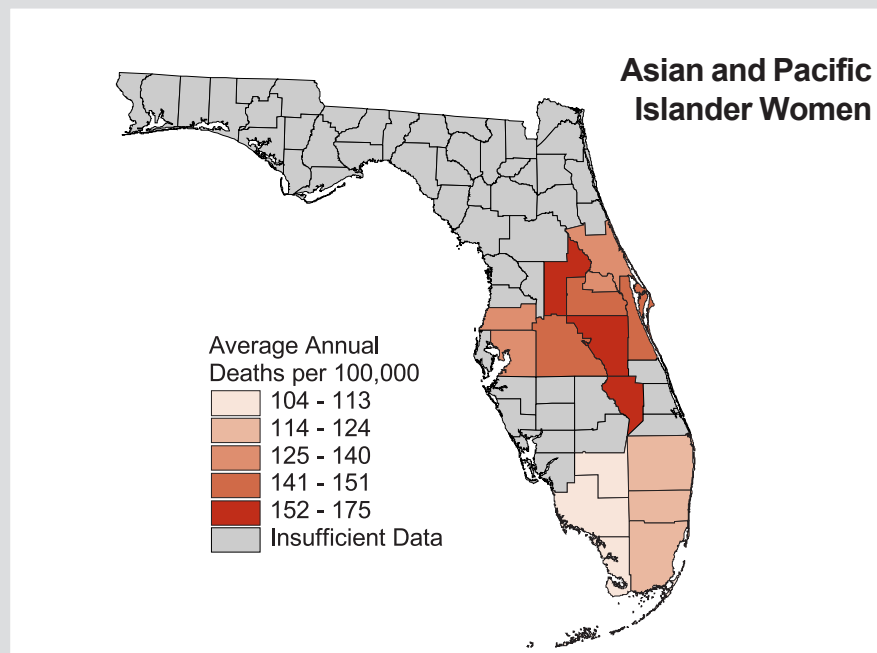 Asian and Pacific
Islander Women
Average Annual
Deaths per 100,000
104 - 113
114 - 124
125 - 140
141 - 151
152 - 175
Insufficient Data